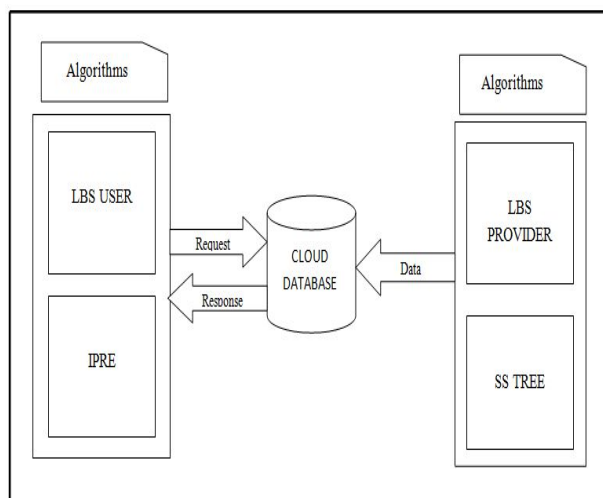 Algorithms
LBS USER
IPRE
Request
Response
CLOUD
DATABASE
Data
Algorithms
LBS
PROVIDER
SS TREE